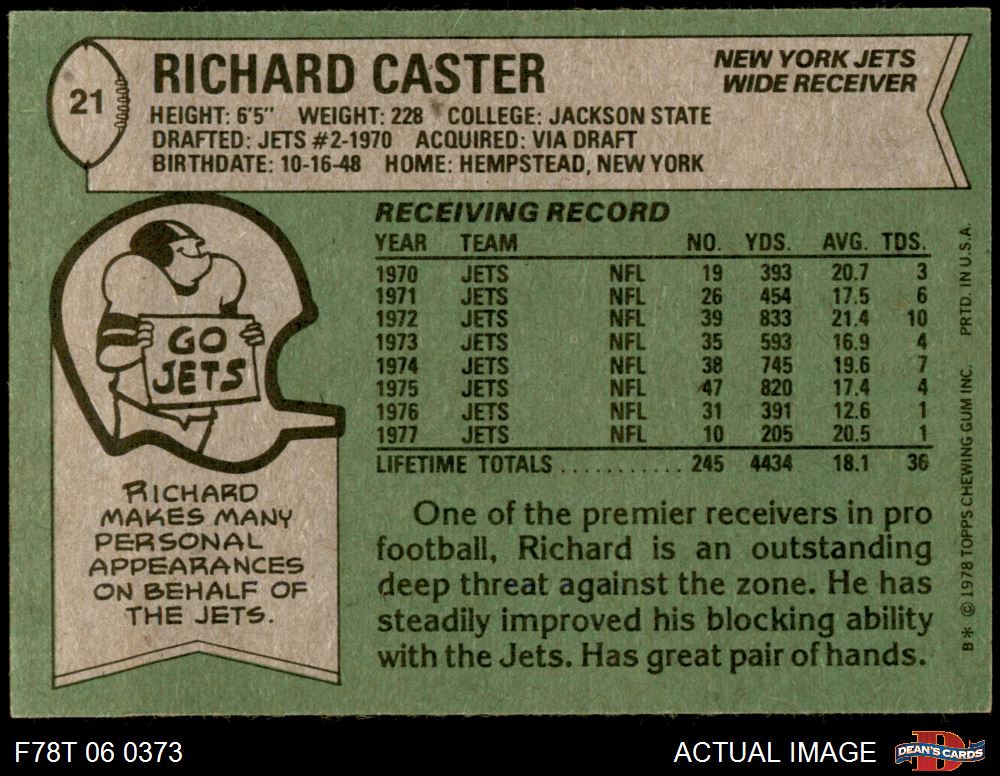 21
RICHARD CASTER
NEW YORK JETS
WIDE RECEIVER
HEIGHT: 6'5" WEIGHT: 228 COLLEGE: JACKSON STATE
DRAFTED: JETS #2-1970 ACQUIRED: VIA DRAFT
BIRTHDATE: 10-16-48 HOME: HEMPSTEAD, NEW YORK
GO
JETS
RICHARD
MAKES MANY
PERSONAL
APPEARANCES
ON BEHALF OF
THE JETS.
RECEIVING RECORD
YEAR TEAM NO. YDS. AVG. TDS.
1970 JETS NFL 19 393 20.7 3
1971 JETS NFL 26 454 17.5 6
1972 JETS NFL 39 833 21.4 10
1973 JETS NFL 35 593 16.9 4
1974 JETS NFL 38 745 19.6 7
1975 JETS NFL 47 820 17.4 4
1976 JETS NFL 31 391 12.6 1
1977 JETS NFL 10 205 20.5 1
LIFETIME TOTALS............ 245 4434 18.1 36
One of the premier receivers in pro
football, Richard is an outstanding
deep threat against the zone. He has
steadily improved his blocking ability
with the Jets. Has great pair of hands.
B* © 1978 TOPPS CHEWING GUM INC. PRTD. IN U.S.A.
F78T 06 0373
ACTUAL IMAGE
D
DEAN'S CARDS